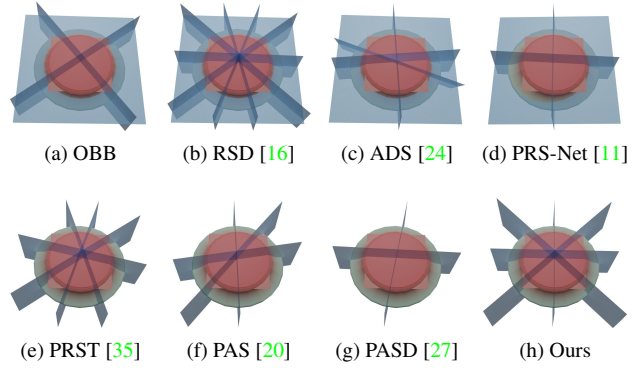 (a) OBB (b) RSD [16] (c) ADS [24] (d) PRS-Net [11]
(e) PRST [35] (f) PAS [20] (g) PASD [27] (h) Ours